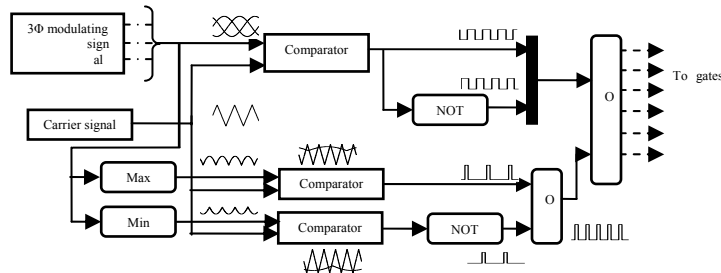 3Φ modulating
sign
al
Comparator
NOT
To gates
O
Carrier signal
Max
Comparator
O
Min
Comparator
NOT